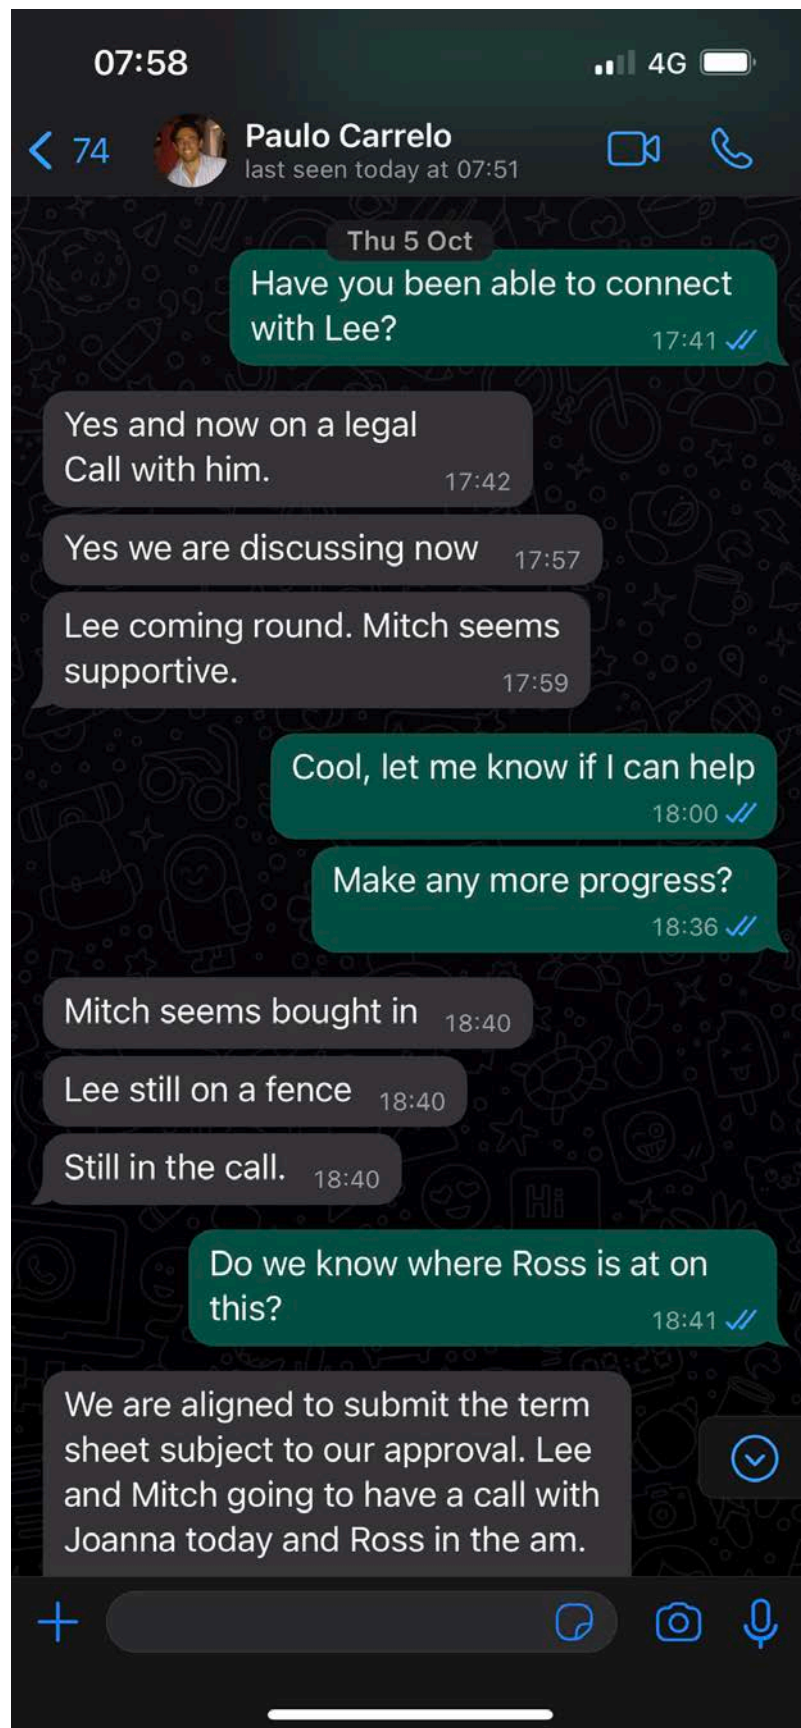 07:58
4G
74
Paulo Carrelo
last seen today at 07:51
Thu 5 Oct
Have you been able to connect
with Lee?
17:41
Yes and now on a legal
Call with him.
17:42
Yes we are discussing now 17:57
Lee coming round. Mitch seems
supportive.
17:59
Cool, let me know if I can help
18:00
Make any more progress?
18:36
Mitch seems bought in 18:40
Lee still on a fence 18:40
Still in the call. 18:40
Hi
Do we know where Ross is at on
this?
18:41
We are aligned to submit the term
sheet subject to our approval. Lee
and Mitch going to have a call with
Joanna today and Ross in the am.